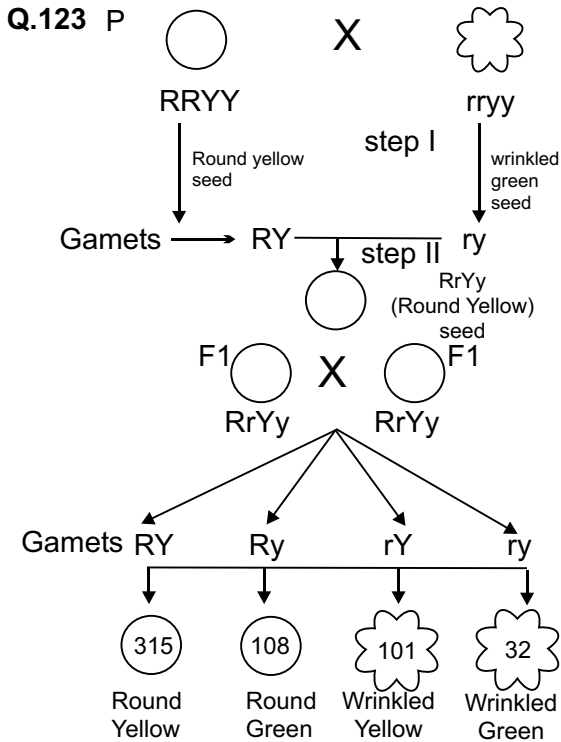 Q.123 P X
RRYY rryy
step I
Round yellow
seed
wrinkled
green
seed
Gamets RY ry
step II
RrYy
(Round Yellow)
seed
F1 X F1
RrYy RrYy
Gamets RY Ry rY ry
315 108 101 32
Round Round Wrinkled Wrinkled
Yellow Green Yellow Green